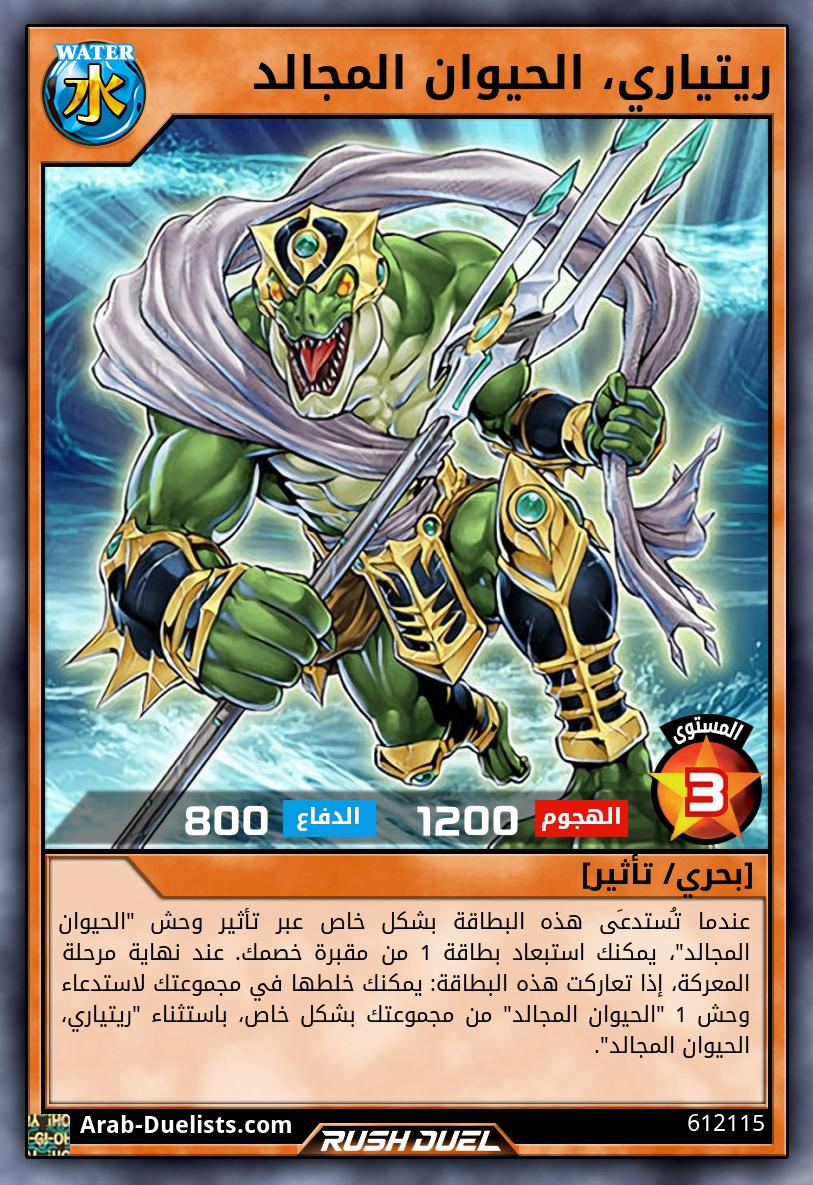 WATER
水
ريتياري، الحيوان المجالد
المستوى
3
الهجوم 1200 الدفاع 800
[بحري/ تأثير]
عندما تُستدعَى هذه البطاقة بشكل خاص عبر تأثير وحش "الحيوان
المجالد"، يمكنك استبعاد بطاقة 1 من مقبرة خصمك. عند نهاية مرحلة
المعركة، إذا تعاركت هذه البطاقة: يمكنك خلطها في مجموعتك لاستدعاء
وحش 1 "الحيوان المجالد" من مجموعتك بشكل خاص، باستثناء "ريتياري،
الحيوان المجالد".
Arab-Duelists.com
RUSH DUEL
612115